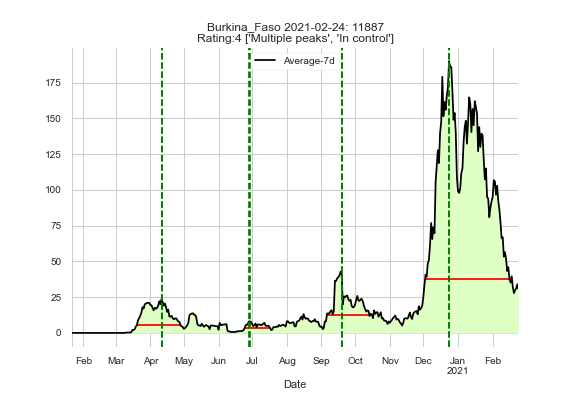 Burkina_Faso 2021-02-24: 11887
Rating:4 ['Multiple peaks', 'In control']
Average-7d
175
150
125
100
75
50
25
0
Feb Mar Apr May Jun Jul Aug Sep Oct Nov Dec Jan Feb
2021
Date